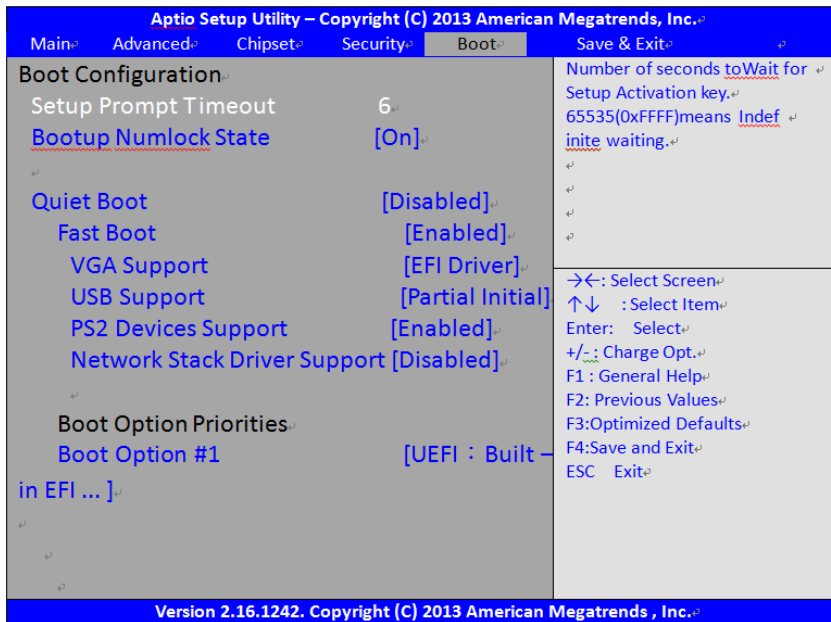 Aptio Setup Utility – Copyright (C) 2013 American Megatrends, Inc.
Main Advanced Chipset Security Boot Save & Exit
Boot Configuration
Setup Prompt Timeout 6
Bootup Numlock State [On]
Quiet Boot [Disabled]
Fast Boot [Enabled]
VGA Support [EFI Driver]
USB Support [Partial Initial]
PS2 Devices Support [Enabled]
Network Stack Driver Support [Disabled]
Boot Option Priorities
Boot Option #1 [UEFI：Built –
in EFI ... ]
Number of seconds toWait for
Setup Activation key.
65535(0xFFFF)means Indef
inite waiting.
→←: Select Screen
↑↓ : Select Item
Enter: Select
+/- : Charge Opt.
F1 : General Help
F2: Previous Values
F3:Optimized Defaults
F4:Save and Exit
ESC Exit
Version 2.16.1242. Copyright (C) 2013 American Megatrends , Inc.